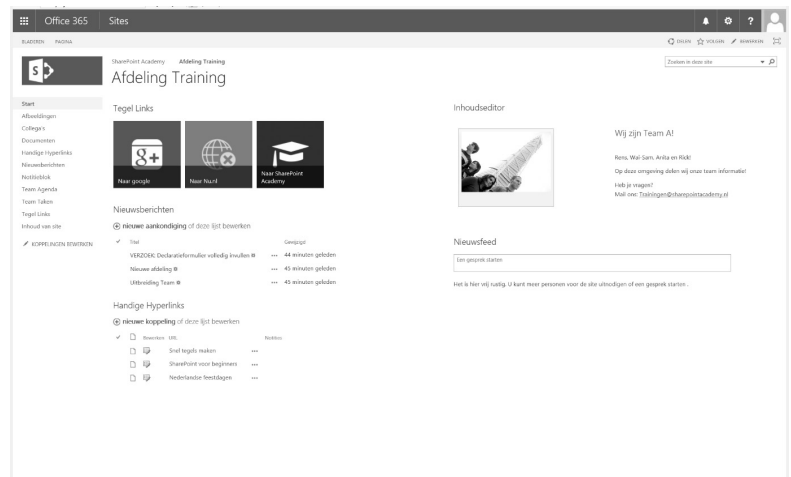 Office 365 Sites ?
BLADEREN PAGINA DELEN VOLGEN BEWERKEN
S
SharePoint Academy Afdeling Training
Afdeling Training
Zoeken in deze site
Start
Afbeeldingen
Collega's
Documenten
Handige Hyperlinks
Nieuwsberichten
Notitieblok
Team Agenda
Team Taken
Tegel Links
Inhoud van site
KOPPELINGEN BEWERKEN
Tegel Links
g+
Naar google
Naar Nu.nl
Naar SharePoint
Academy
Nieuwsberichten
nieuwe aankondiging of deze lijst bewerken
Titel Gewijzigd
VERZOEK: Declaratieformulier volledig invullen ... 44 minuten geleden
Nieuwe afdeling ... 45 minuten geleden
Uitbreiding Team ... 45 minuten geleden
Handige Hyperlinks
nieuwe koppeling of deze lijst bewerken
Bewerken URL Notities
Snel tegels maken ...
SharePoint voor beginners ...
Nederlandse feestdagen ...
Inhoudseditor
Wij zijn Team A!
Rens, Wai-Sam, Anita en Rick!
Op deze omgeving delen wij onze team informatie!
Heb je vragen?
Mail ons: Trainingen@sharepointacademy.nl
Nieuwsfeed
Een gesprek starten
Het is hier vrij rustig. U kunt meer personen voor de site uitnodigen of een gesprek starten .